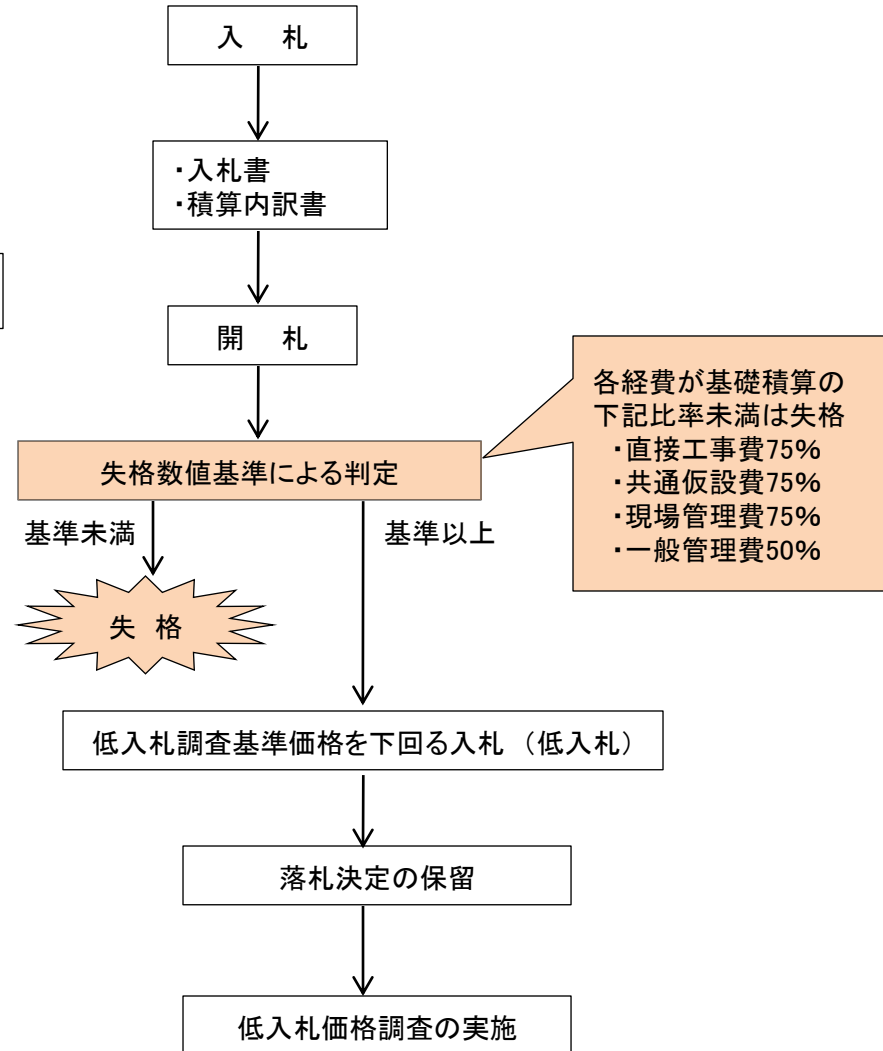 入 札
・入札書
・積算内訳書
開 札
各経費が基礎積算の
下記比率未満は失格
・直接工事費75%
・共通仮設費75%
・現場管理費75%
・一般管理費50%
失格数値基準による判定
基準未満
基準以上
失 格
低入札調査基準価格を下回る入札 （低入札）
落札決定の保留
低入札価格調査の実施